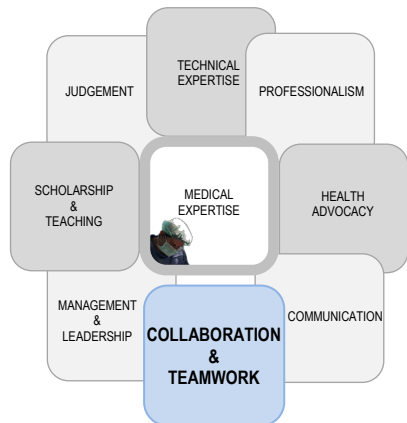 TECHNICAL
EXPERTISE
JUDGEMENT
PROFESSIONALISM
SCHOLARSHIP
&
TEACHING
MEDICAL
EXPERTISE
HEALTH
ADVOCACY
MANAGEMENT
&
LEADERSHIP
COLLABORATION
&
TEAMWORK
COMMUNICATION